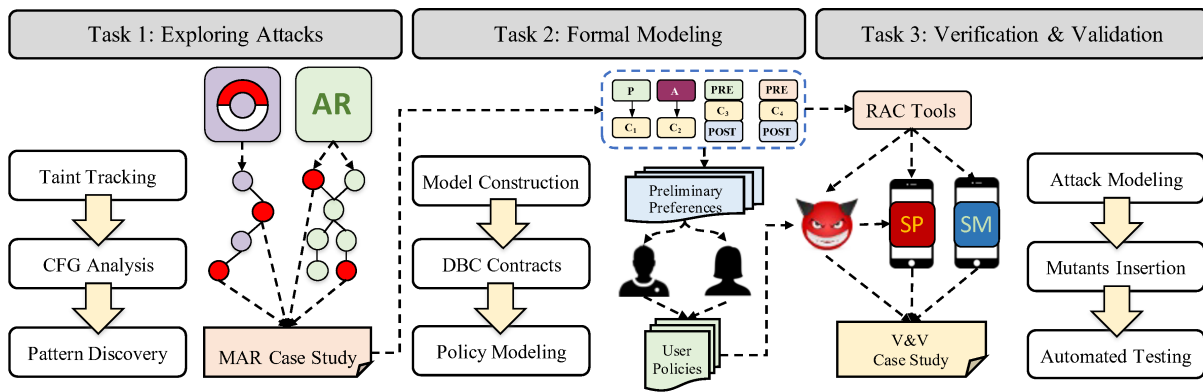 Task 1: Exploring Attacks
Task 2: Formal Modeling
Task 3: Verification & Validation
AR
Taint Tracking
CFG Analysis
Pattern Discovery
MAR Case Study
P
A
PRE
PRE
C1
C2
C3
C4
POST
POST
Model Construction
DBC Contracts
Policy Modeling
Preliminary
Preferences
User
Policies
RAC Tools
SP
SM
V&V
Case Study
Attack Modeling
Mutants Insertion
Automated Testing